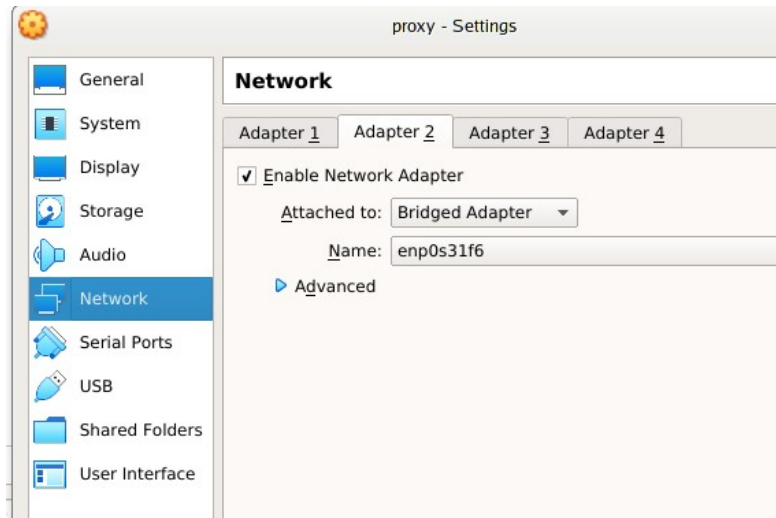 proxy - Settings
General
System
Display
Storage
Audio
Network
Serial Ports
USB
Shared Folders
User Interface
Network
Adapter 1 Adapter 2 Adapter 3 Adapter 4
Enable Network Adapter
Attached to: Bridged Adapter
Name: enp0s31f6
Advanced